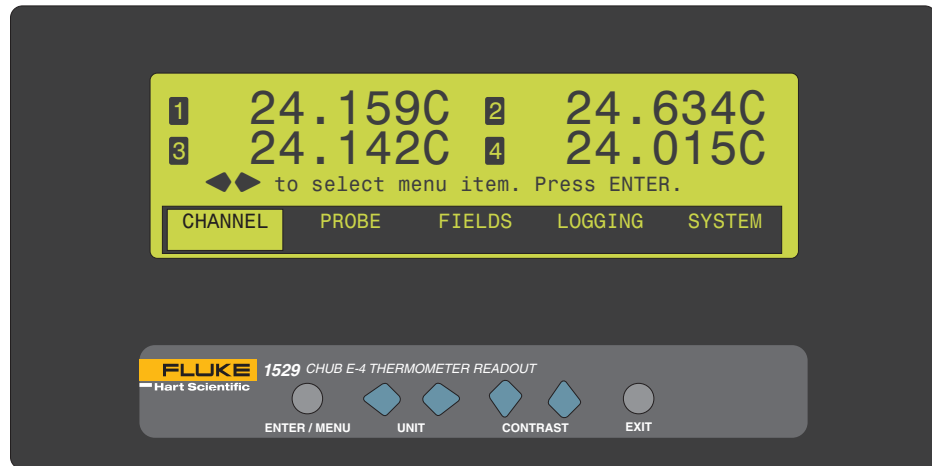 1 24.159C 2 24.634C
3 24.142C 4 24.015C
to select menu item. Press ENTER.
CHANNEL PROBE FIELDS LOGGING SYSTEM
FLUKE 1529 CHUB E-4 THERMOMETER READOUT
Hart Scientific
ENTER / MENU UNIT CONTRAST EXIT